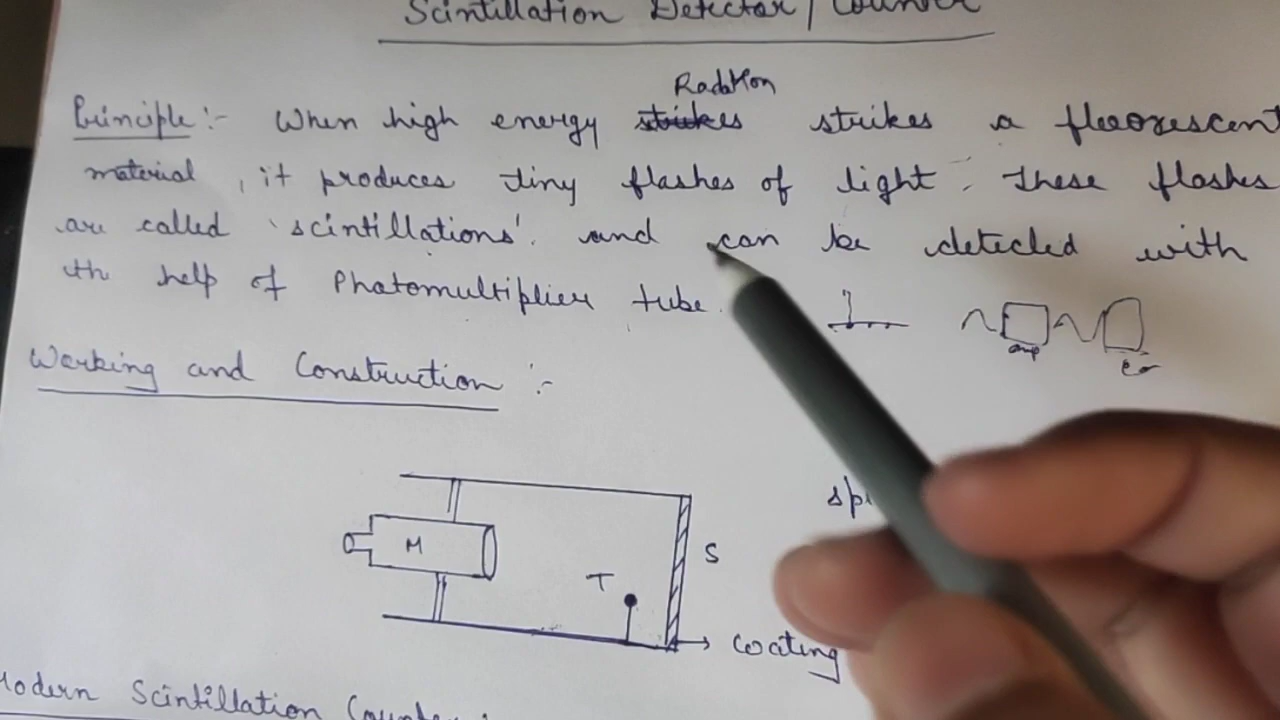 Scintillation Detector / Counter
Radation
Principle :- When high energy strikes strikes a fluorescent
material , it produces tiny flashes of light . These flashes
are called 'scintillations'. and can be detected with
th help of Photomultiplier tube.
amp
Working and Construction :-
M
T
S
coating
Modern Scintillation Counter :